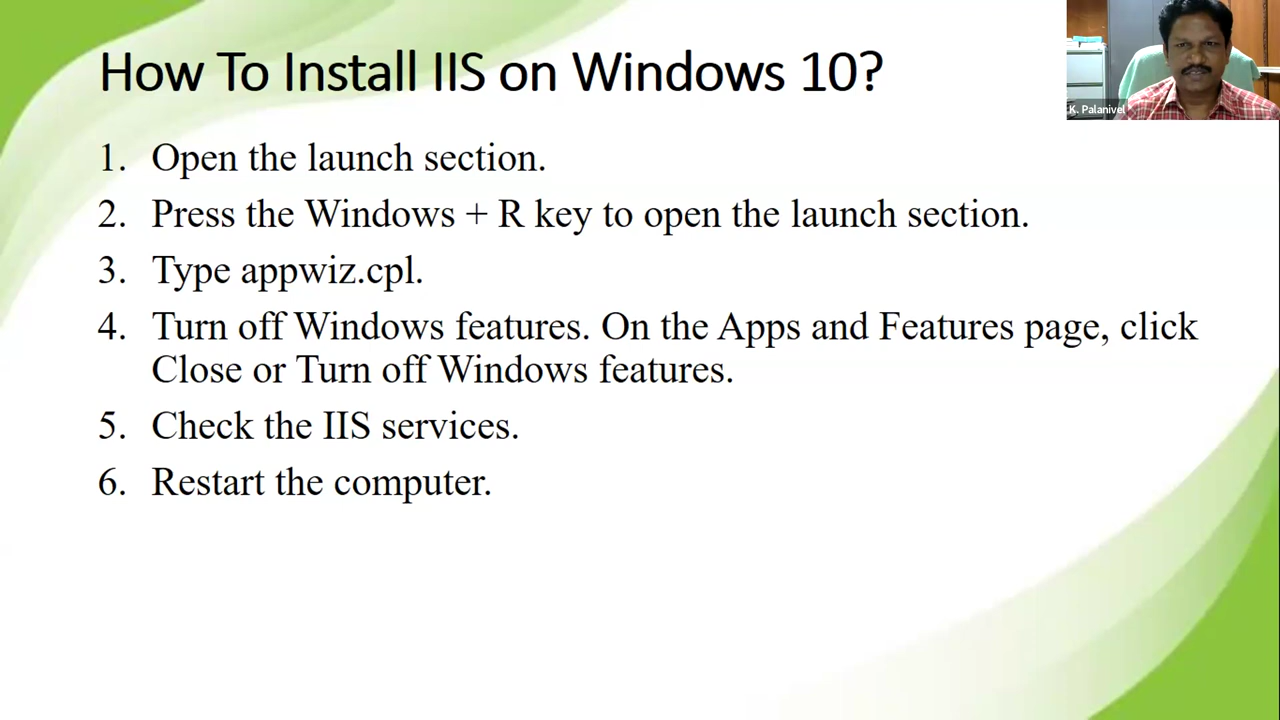 How To Install IIS on Windows 10?
K. Palanivel
1. Open the launch section.
2. Press the Windows + R key to open the launch section.
3. Type appwiz.cpl.
4. Turn off Windows features. On the Apps and Features page, click
Close or Turn off Windows features.
5. Check the IIS services.
6. Restart the computer.